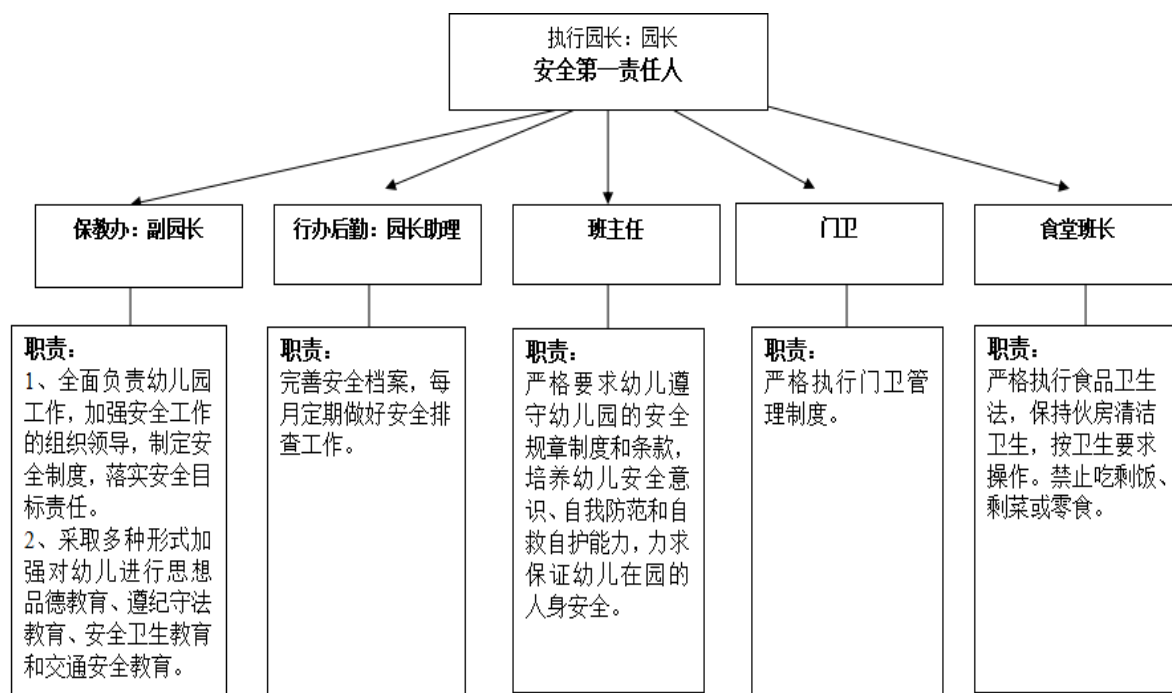 执行园长：园长
安全第一责任人
保教办：副园长
行办后勤：园长助理
班主任
门卫
食堂班长
职责：
1、全面负责幼儿园
工作，加强安全工作
的组织领导，制定安
全制度，落实安全目
标责任。
2、采取多种形式加
强对幼儿进行思想
品德教育、遵纪守法
教育、安全卫生教育
和交通安全教育。
职责：
完善安全档案，每
月定期做好安全排
查工作。
职责：
严格要求幼儿遵
守幼儿园的安全
规章制度和条款，
培养幼儿安全意
识、自我防范和自
救自护能力，力求
保证幼儿在园的
人身安全。
职责：
严格执行门卫管
理制度。
职责：
严格执行食品卫生
法，保持伙房清洁
卫生，按卫生要求
操作。禁止吃剩饭、
剩菜或零食。